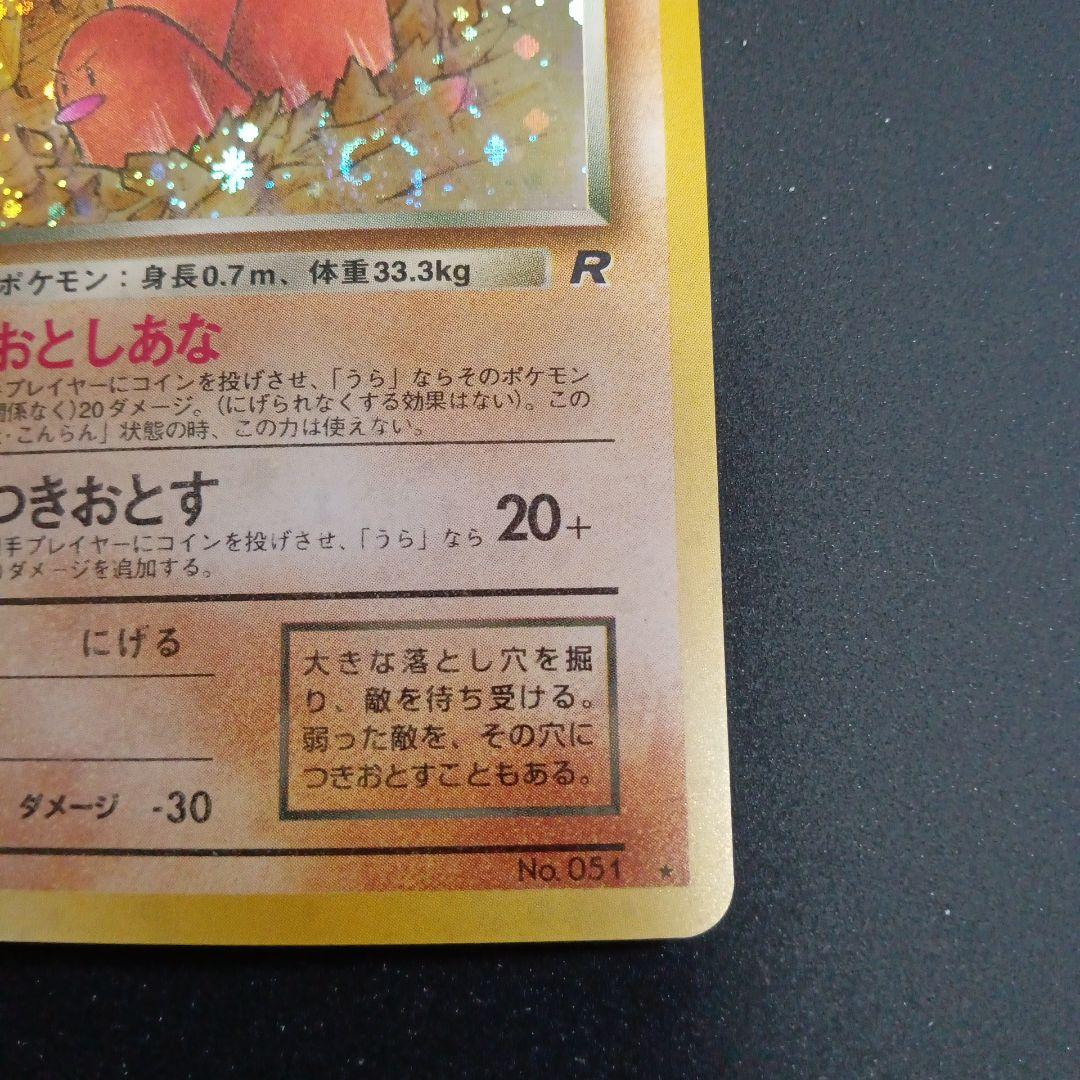 ポケモン：身長0.7m、体重33.3kg
R
おとしあな
プレイヤーにコインを投げさせ、「うら」ならそのポケモン
関係なく)20ダメージ。(にげられなくする効果はない)。この
・こんらん」状態の時、この力は使えない。
つきおとす
20+
手プレイヤーにコインを投げさせ、「うら」なら
ダメージを追加する。
にげる
大きな落とし穴を掘
り、敵を待ち受ける。
弱った敵を、その穴に
つきおとすこともある。
ダメージ -30
No. 051 ★